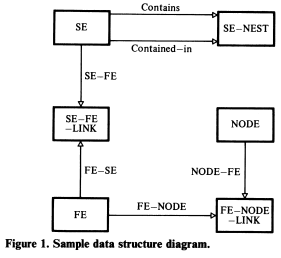 Contains
SE
SE-NEST
Contained-in
SE-FE
SE-FE
-LINK
NODE
FE-SE
NODE-FE
FE-NODE
FE
FE-NODE
-LINK
Figure 1. Sample data structure diagram.